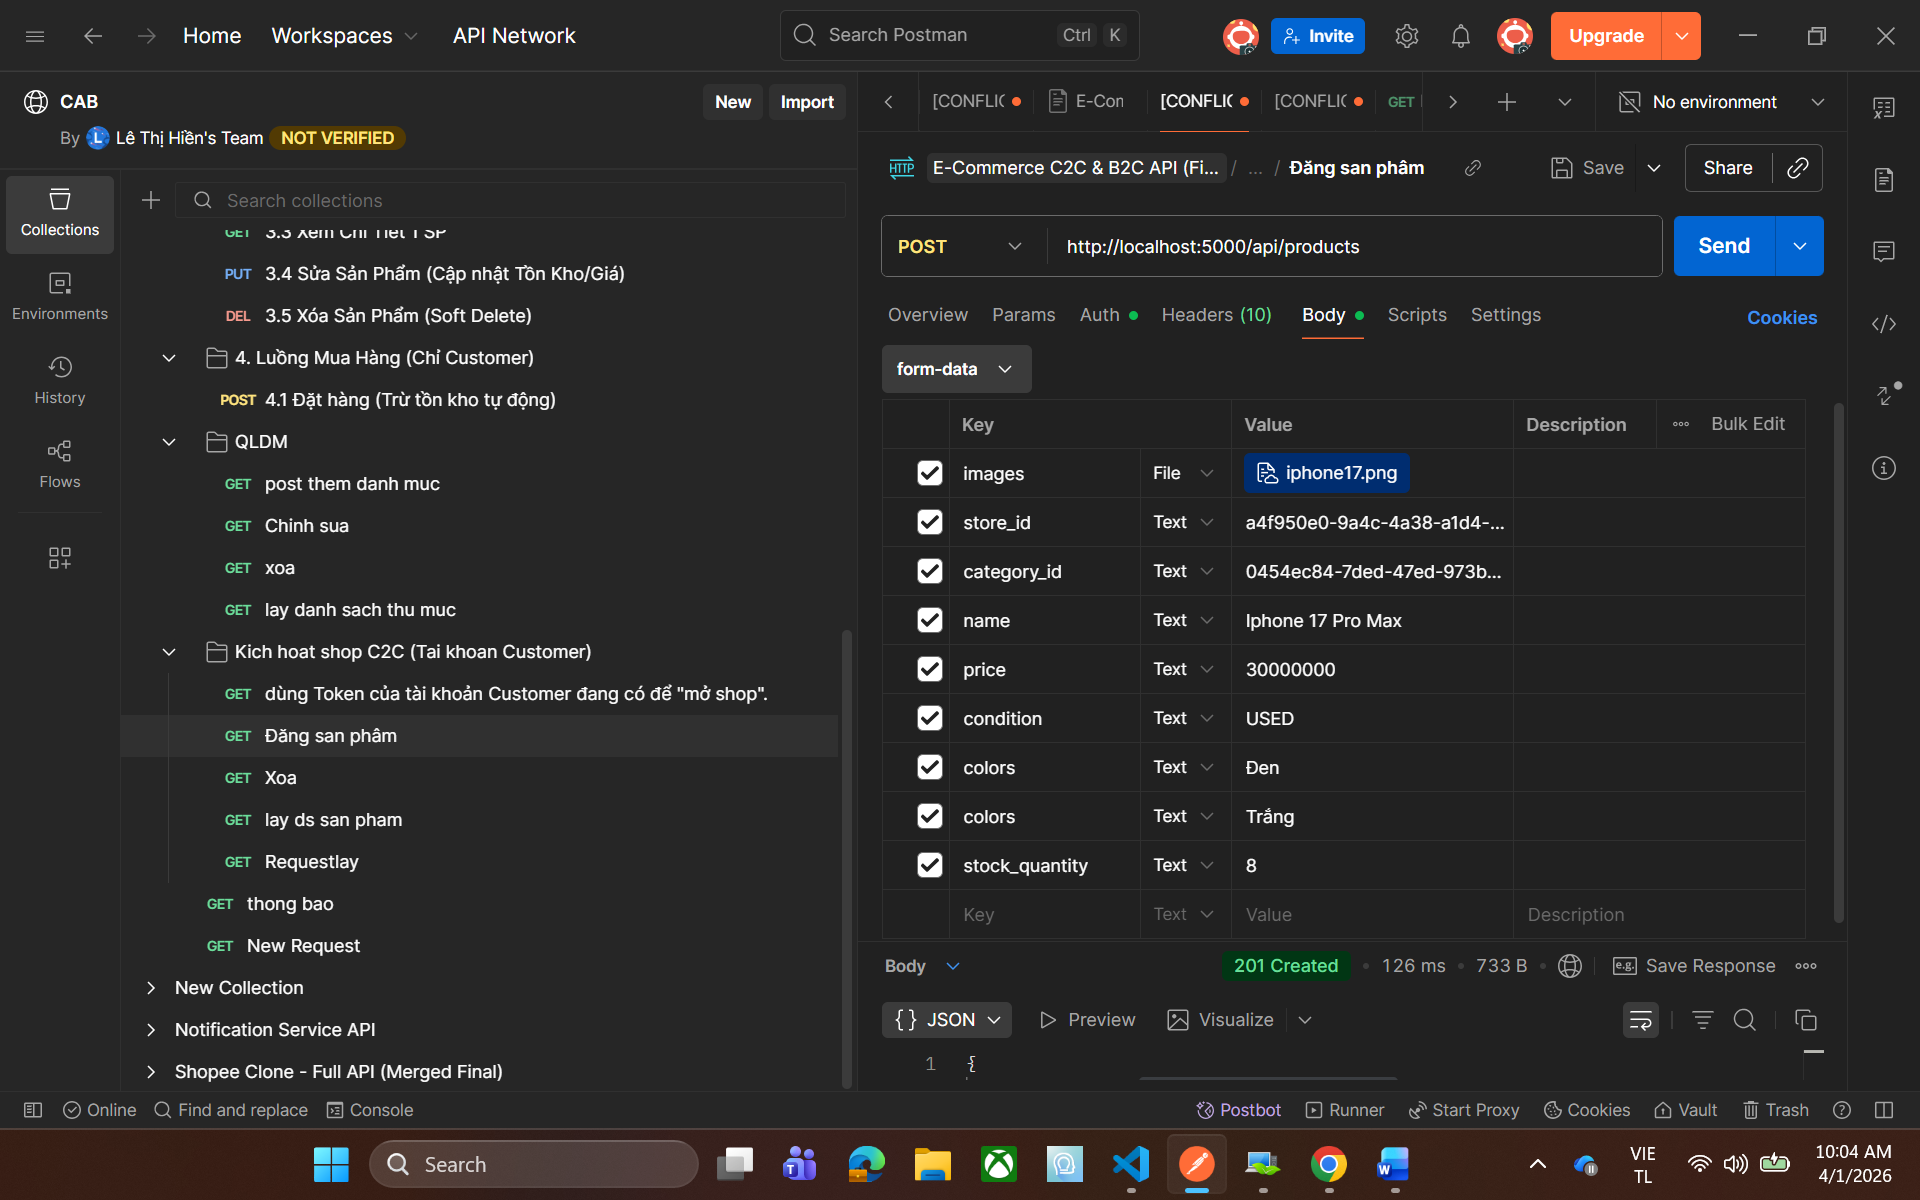 Home
Workspaces
API Network
Search Postman
Ctrl K
Invite
Upgrade
CAB
New
Import
By L Lê Thị Hiền's Team NOT VERIFIED
Collections
Environments
History
Flows
Search collections
GET 3.3 Xem Chi Tiết 1 SP
PUT 3.4 Sửa Sản Phẩm (Cập nhật Tồn Kho/Giá)
DEL 3.5 Xóa Sản Phẩm (Soft Delete)
4. Luồng Mua Hàng (Chỉ Customer)
POST 4.1 Đặt hàng (Trừ tồn kho tự động)
QLDM
GET post them danh muc
GET Chinh sua
GET xoa
GET lay danh sach thu muc
Kich hoat shop C2C (Tai khoan Customer)
GET dùng Token của tài khoản Customer đang có để "mở shop".
GET Đăng san phâm
GET Xoa
GET lay ds san pham
GET Requestlay
GET thong bao
GET New Request
New Collection
Notification Service API
Shopee Clone - Full API (Merged Final)
[CONFLIC
E-Con
[CONFLIC
[CONFLIC
GET
No environment
HTTP E-Commerce C2C & B2C API (Fi... / ... / Đăng san phâm
Save
Share
POST http://localhost:5000/api/products
Send
Overview Params Auth Headers (10) Body Scripts Settings
Cookies
form-data
Key Value Description ••• Bulk Edit
images File iphone17.png
store_id Text a4f950e0-9a4c-4a38-a1d4-...
category_id Text 0454ec84-7ded-47ed-973b...
name Text Iphone 17 Pro Max
price Text 30000000
condition Text USED
colors Text Đen
colors Text Trắng
stock_quantity Text 8
Key Text Value Description
Body 201 Created • 126 ms • 733 B • e.g. Save Response •••
{} JSON Preview Visualize
1 {
Online Find and replace Console
Postbot Runner Start Proxy Cookies Vault Trash
Search
VIE
TL
10:04 AM
4/1/2026